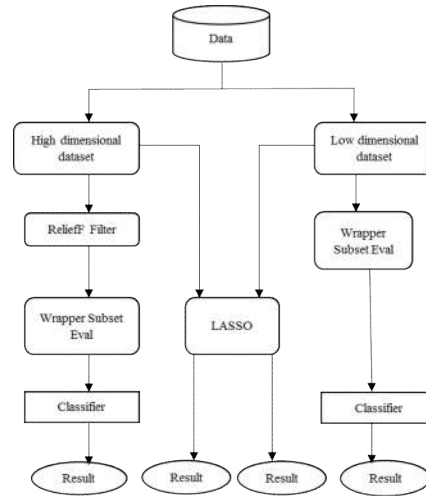 Data
High dimensional
dataset
Low dimensional
dataset
ReliefF Filter
Wrapper
Subset Eval
Wrapper Subset
Eval
LASSO
Classifier
Classifier
Result
Result
Result
Result